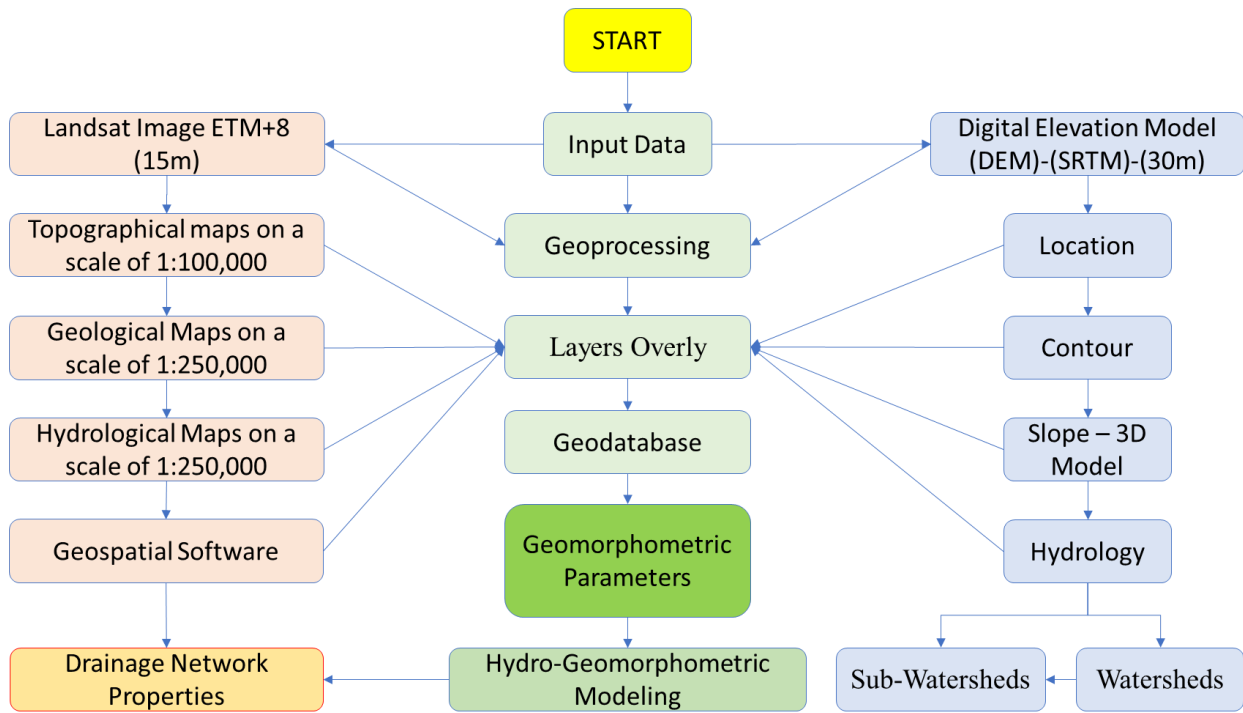 START
Landsat Image ETM+8
(15m)
Input Data
Digital Elevation Model
(DEM)-(SRTM)-(30m)
Topographical maps on a
scale of 1:100,000
Geoprocessing
Location
Geological Maps on a
scale of 1:250,000
Layers Overly
Contour
Hydrological Maps on a
scale of 1:250,000
Geodatabase
Slope – 3D
Model
Geospatial Software
Geomorphometric
Parameters
Hydrology
Drainage Network
Properties
Hydro-Geomorphometric
Modeling
Sub-Watersheds
Watersheds